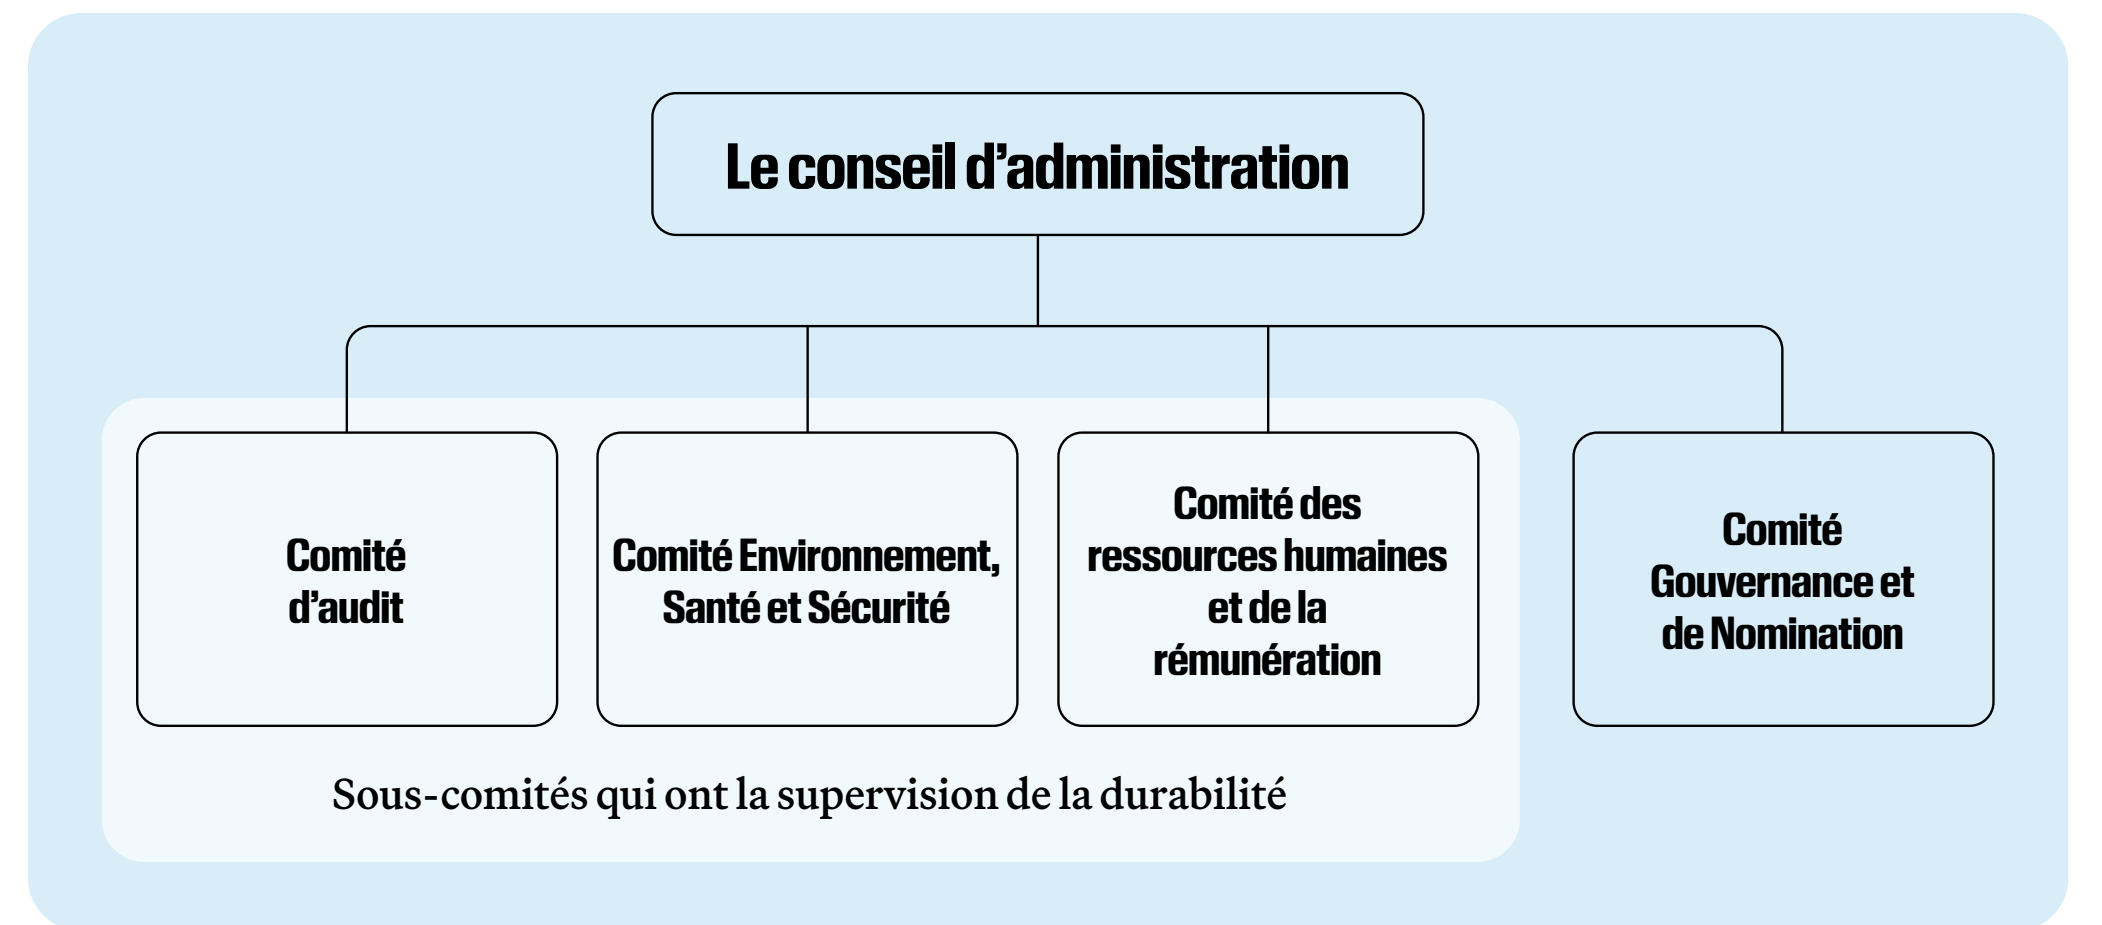 Le conseil d’administration
Comité
d’audit
Comité Environnement,
Santé et Sécurité
Comité des
ressources humaines
et de la
rémunération
Comité
Gouvernance et
de Nomination
Sous-comités qui ont la supervision de la durabilité